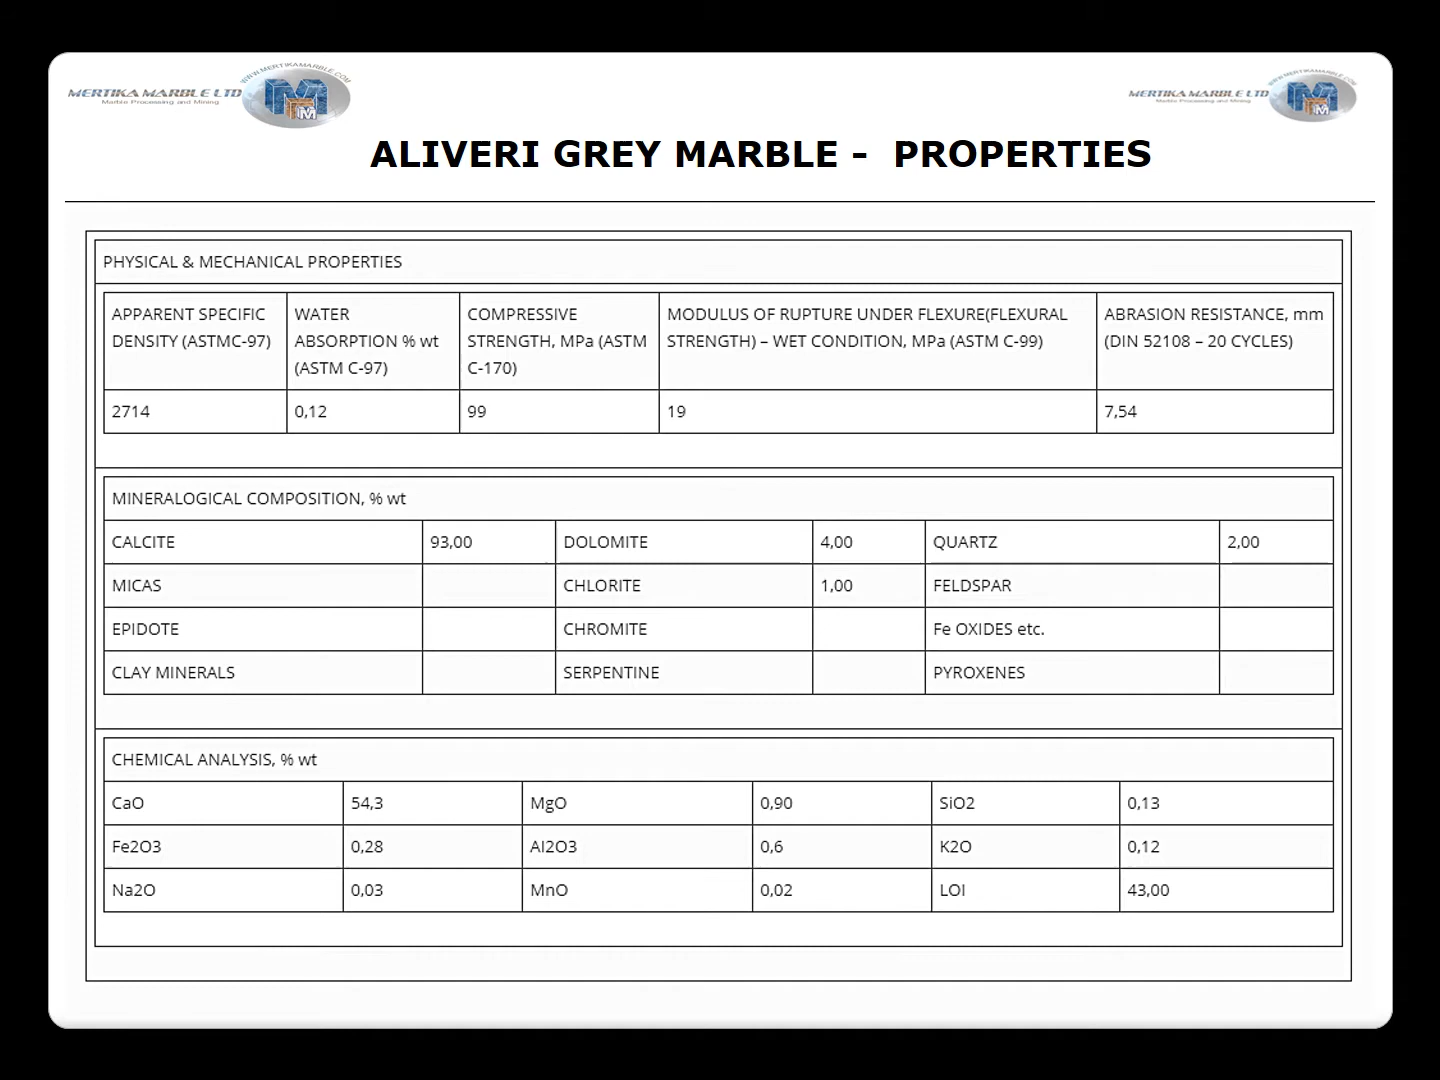 WWW.MERTIKAMARBLE.COM
MERTIKA MARBLE LTD
Marble Processing and Mining
M
WWW.MERTIKAMARBLE.COM
MERTIKA MARBLE LTD
Marble Processing and Mining
M
ALIVERI GREY MARBLE - PROPERTIES
PHYSICAL & MECHANICAL PROPERTIES
APPARENT SPECIFIC
DENSITY (ASTMC-97)
WATER
ABSORPTION % wt
(ASTM C-97)
COMPRESSIVE
STRENGTH, MPa (ASTM
C-170)
MODULUS OF RUPTURE UNDER FLEXURE(FLEXURAL
STRENGTH) – WET CONDITION, MPa (ASTM C-99)
ABRASION RESISTANCE, mm
(DIN 52108 – 20 CYCLES)
2714 0,12 99 19 7,54
MINERALOGICAL COMPOSITION, % wt
CALCITE 93,00 DOLOMITE 4,00 QUARTZ 2,00
MICAS CHLORITE 1,00 FELDSPAR
EPIDOTE CHROMITE Fe OXIDES etc.
CLAY MINERALS SERPENTINE PYROXENES
CHEMICAL ANALYSIS, % wt
CaO 54,3 MgO 0,90 SiO2 0,13
Fe2O3 0,28 Al2O3 0,6 K2O 0,12
Na2O 0,03 MnO 0,02 LOI 43,00